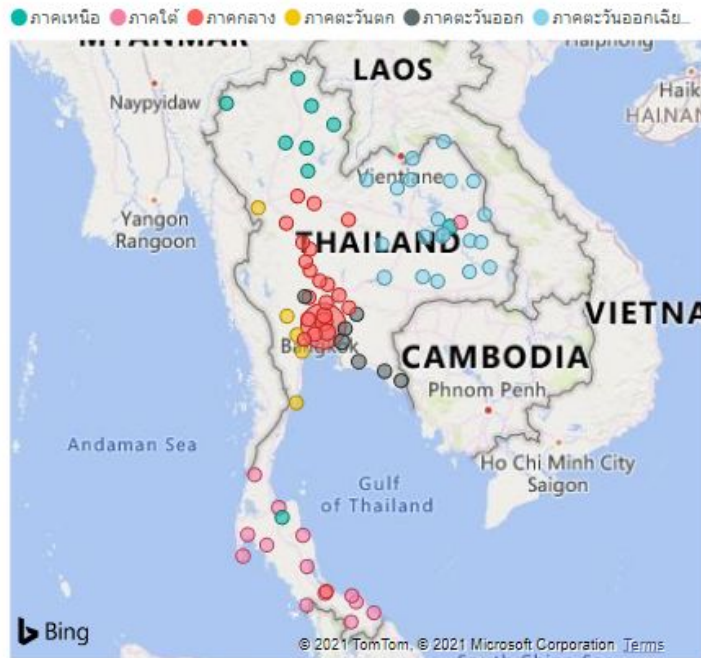 ภาคเหนือ ภาคใต้ ภาคกลาง ภาคตะวันตก ภาคตะวันออก ภาคตะวันออกเฉีย...
MYANMAR
Haiphong
LAOS
Haik
Naypyidaw
HAINAN
Vientiane
Yangon
Rangoon
THAILAND
VIETNA
Bangkok
CAMBODIA
Phnom Penh
Andaman Sea
Ho Chi Minh City
Saigon
Gulf
of Thailand
Bing
© 2021 TomTom, © 2021 Microsoft Corporation Terms